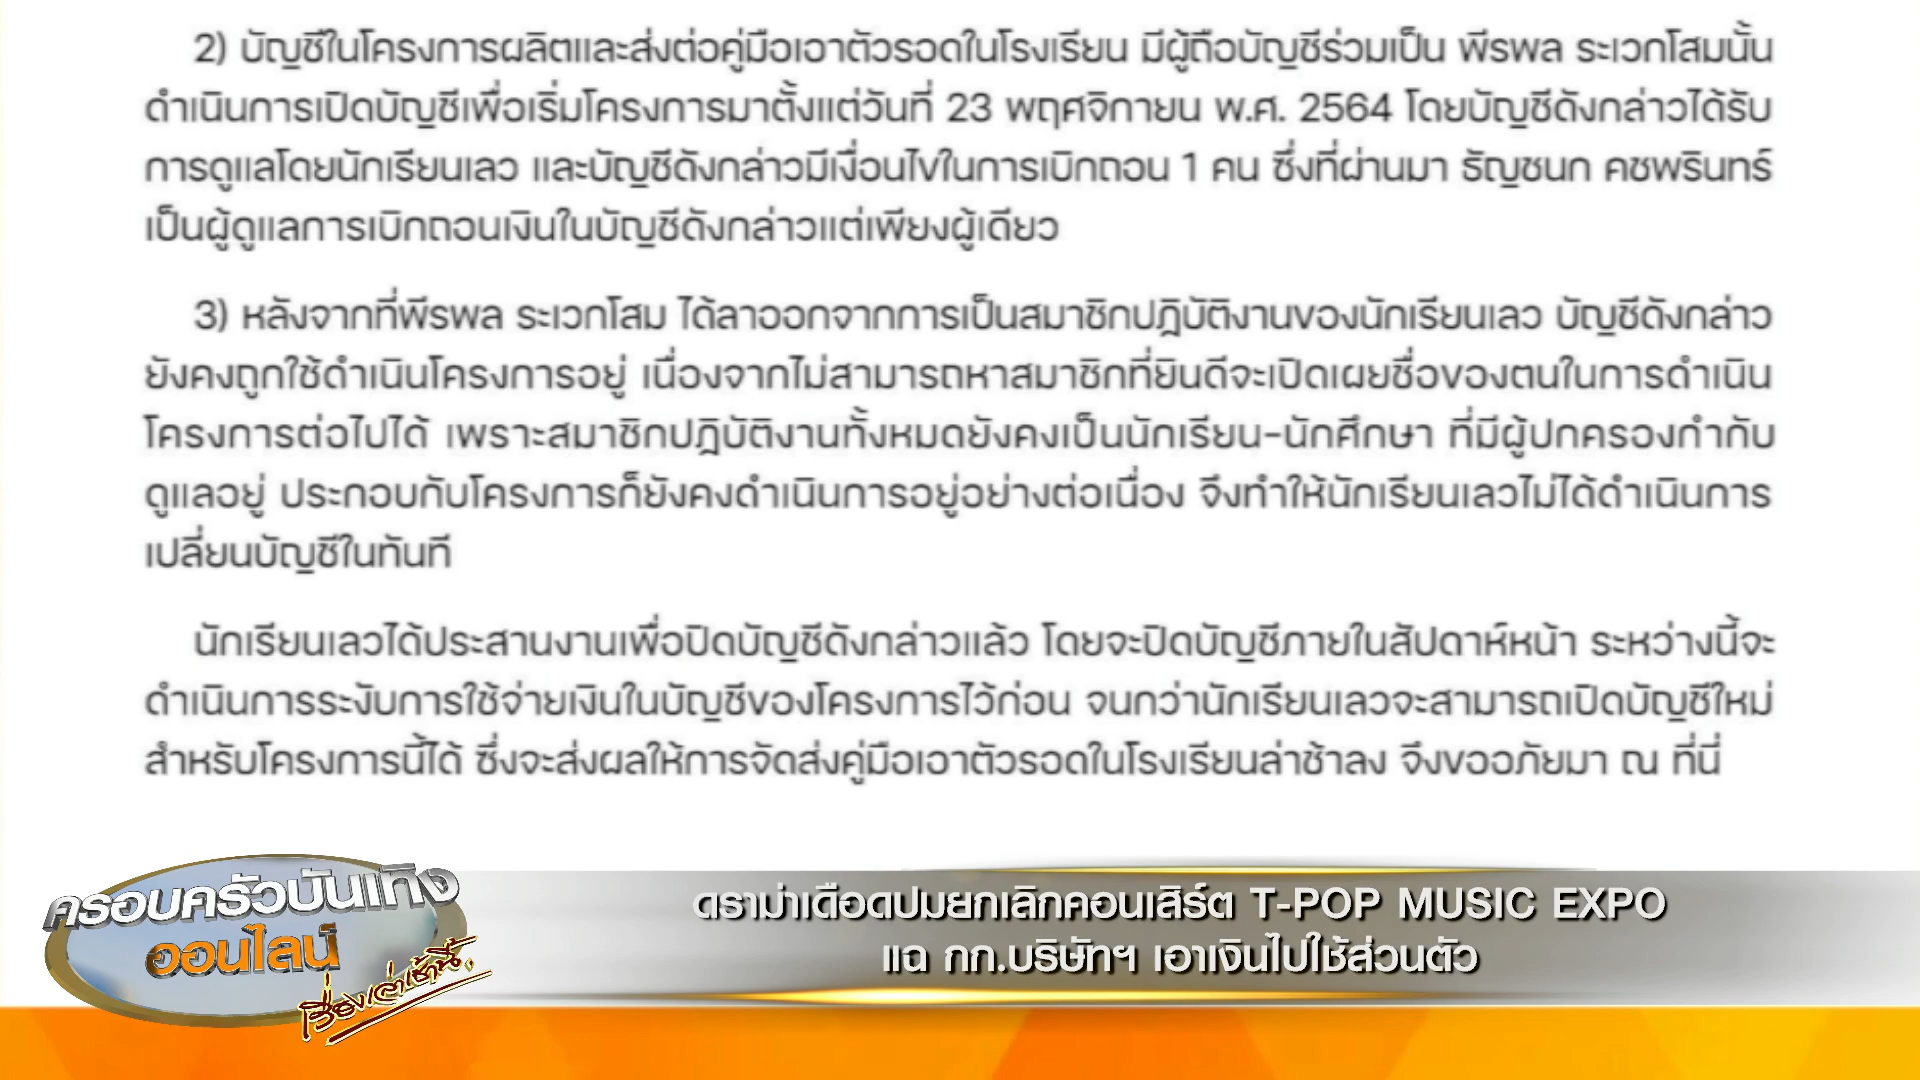 2) บัญชีในโครงการผลิตและส่งต่อคู่มือเอาตัวรอดในโรงเรียน มีผู้ถือบัญชีร่วมเป็น พีรพล ระเวกโสมนั้น
ดำเนินการเปิดบัญชีเพื่อเริ่มโครงการมาตั้งแต่วันที่ 23 พฤศจิกายน พ.ศ. 2564 โดยบัญชีดังกล่าวได้รับ
การดูแลโดยนักเรียนเลว และบัญชีดังกล่าวมีเงื่อนไขในการเบิกถอน 1 คน ซึ่งที่ผ่านมา ธัญชนก คชพรินทร์
เป็นผู้ดูแลการเบิกถอนเงินในบัญชีดังกล่าวแต่เพียงผู้เดียว
3) หลังจากที่พีรพล ระเวกโสม ได้ลาออกจากการเป็นสมาชิกปฏิบัติงานของนักเรียนเลว บัญชีดังกล่าว
ยังคงถูกใช้ดำเนินโครงการอยู่ เนื่องจากไม่สามารถหาสมาชิกที่ยินดีจะเปิดเผยชื่อของตนในการดำเนิน
โครงการต่อไปได้ เพราะสมาชิกปฏิบัติงานทั้งหมดยังคงเป็นนักเรียน-นักศึกษา ที่มีผู้ปกครองกำกับ
ดูแลอยู่ ประกอบกับโครงการก็ยังคงดำเนินการอยู่อย่างต่อเนื่อง จึงทำให้นักเรียนเลวไม่ได้ดำเนินการ
เปลี่ยนบัญชีในทันที
นักเรียนเลวได้ประสานงานเพื่อปิดบัญชีดังกล่าวแล้ว โดยจะปิดบัญชีภายในสัปดาห์หน้า ระหว่างนี้จะ
ดำเนินการระงับการใช้จ่ายเงินในบัญชีของโครงการไว้ก่อน จนกว่านักเรียนเลวจะสามารถเปิดบัญชีใหม่
สำหรับโครงการนี้ได้ ซึ่งจะส่งผลให้การจัดส่งคู่มือเอาตัวรอดในโรงเรียนล่าช้าลง จึงขออภัยมา ณ ที่นี่
ครอบครัวบันเทิง
ออนไลน์
เรื่องเล่าเช้านี้
ดราม่าเดือดปมยกเลิกคอนเสิร์ต T-POP MUSIC EXPO
แฉ กก.บริษัทฯ เอาเงินไปใช้ส่วนตัว